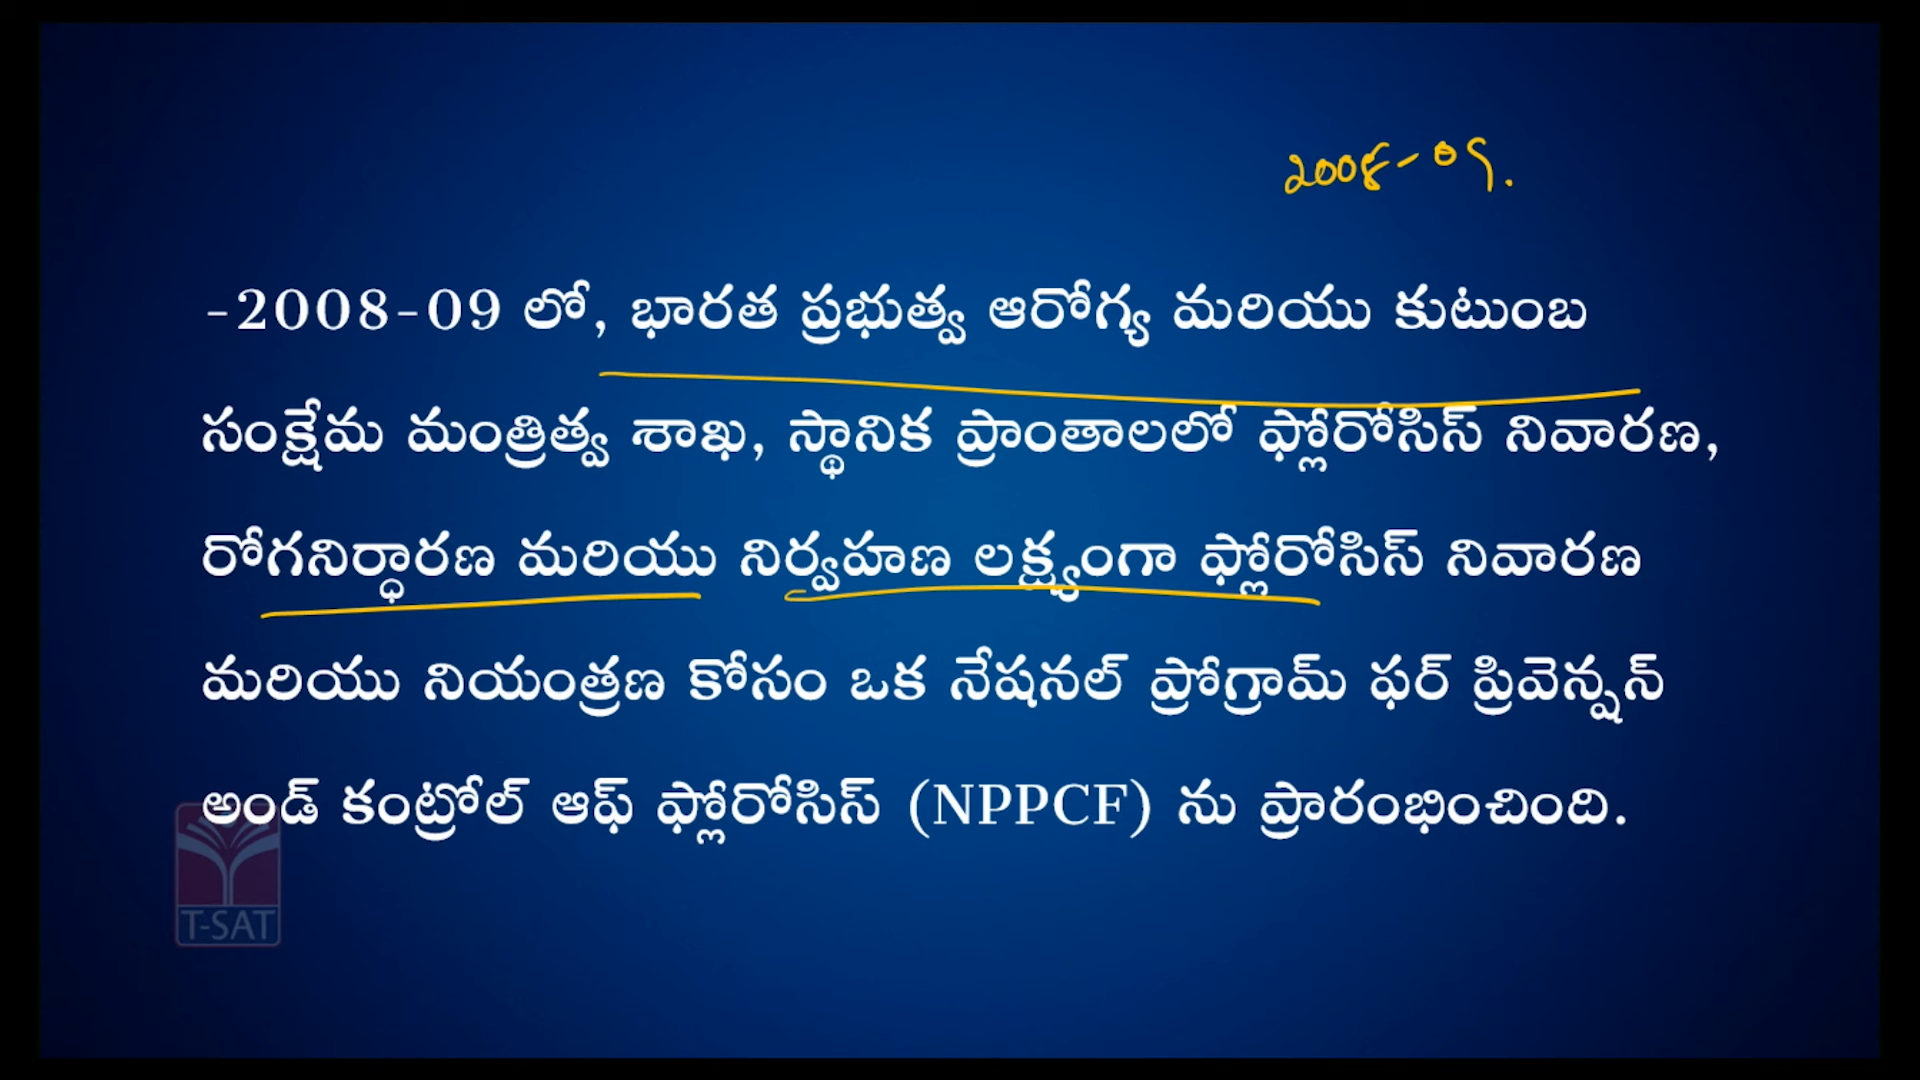 2008-09.
-2008-09 లో, భారత ప్రభుత్వ ఆరోగ్య మరియు కుటుంబ
సంక్షేమ మంత్రిత్వ శాఖ, స్థానిక ప్రాంతాలలో ఫ్లోరోసిస్ నివారణ,
రోగనిర్ధారణ మరియు నిర్వహణ లక్ష్యంగా ఫ్లోరోసిస్ నివారణ
మరియు నియంత్రణ కోసం ఒక నేషనల్ ప్రోగ్రామ్ ఫర్ ప్రివెన్షన్
అండ్ కంట్రోల్ ఆఫ్ ఫ్లోరోసిస్ (NPPCF) ను ప్రారంభించింది.
T-SAT